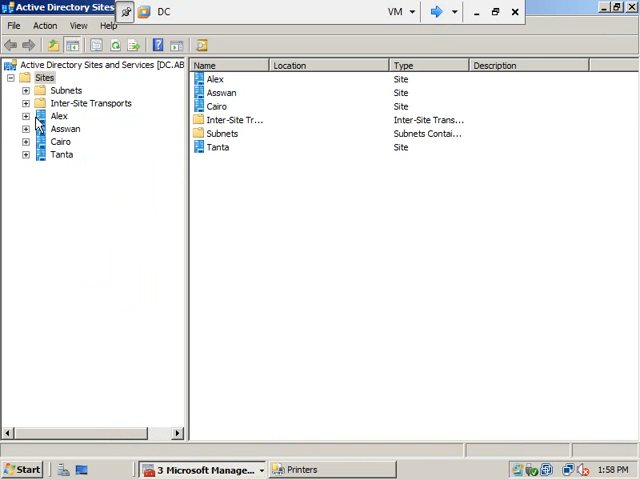 Active Directory Sites
DC
VM
File Action View Help
Active Directory Sites and Services [DC.AB
Sites
Subnets
Inter-Site Transports
Alex
Asswan
Cairo
Tanta
Name Location Type Description
Alex Site
Asswan Site
Cairo Site
Inter-Site Tr... Inter-Site Trans...
Subnets Subnets Contai...
Tanta Site
Start
3 Microsoft Manage...
Printers
1:58 PM